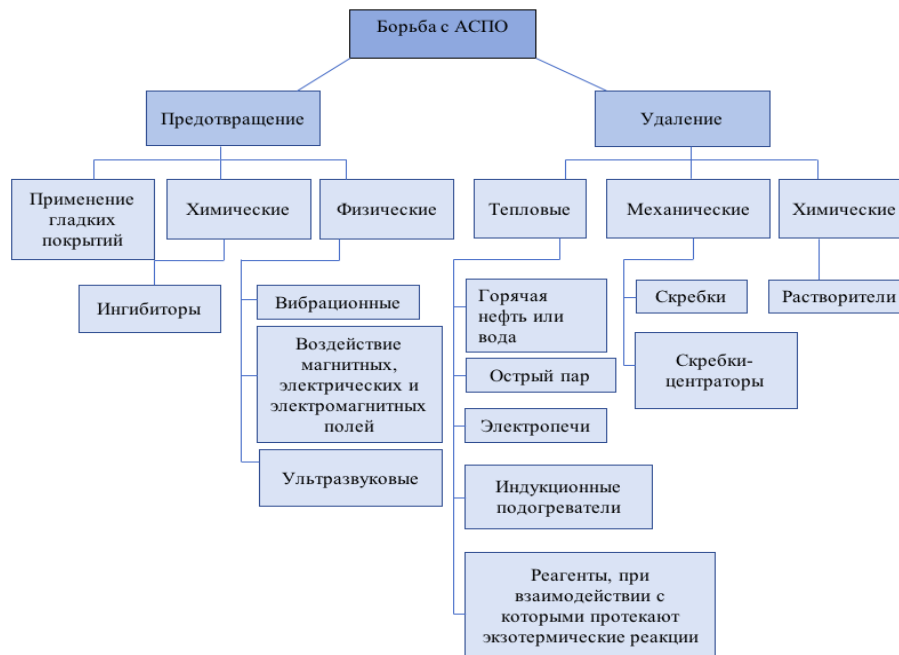 Борьба с АСПО
Предотвращение
Удаление
Применение
гладких
покрытий
Химические
Физические
Тепловые
Механические
Химические
Ингибиторы
Вибрационные
Воздействие
магнитных,
электрических и
электромагнитных
полей
Ультразвуковые
Горячая
нефть или
вода
Острый пар
Электропечи
Индукционные
подогреватели
Реагенты, при
взаимодействии с
которыми протекают
экзотермические реакции
Скребки
Скребки-
центраторы
Растворители